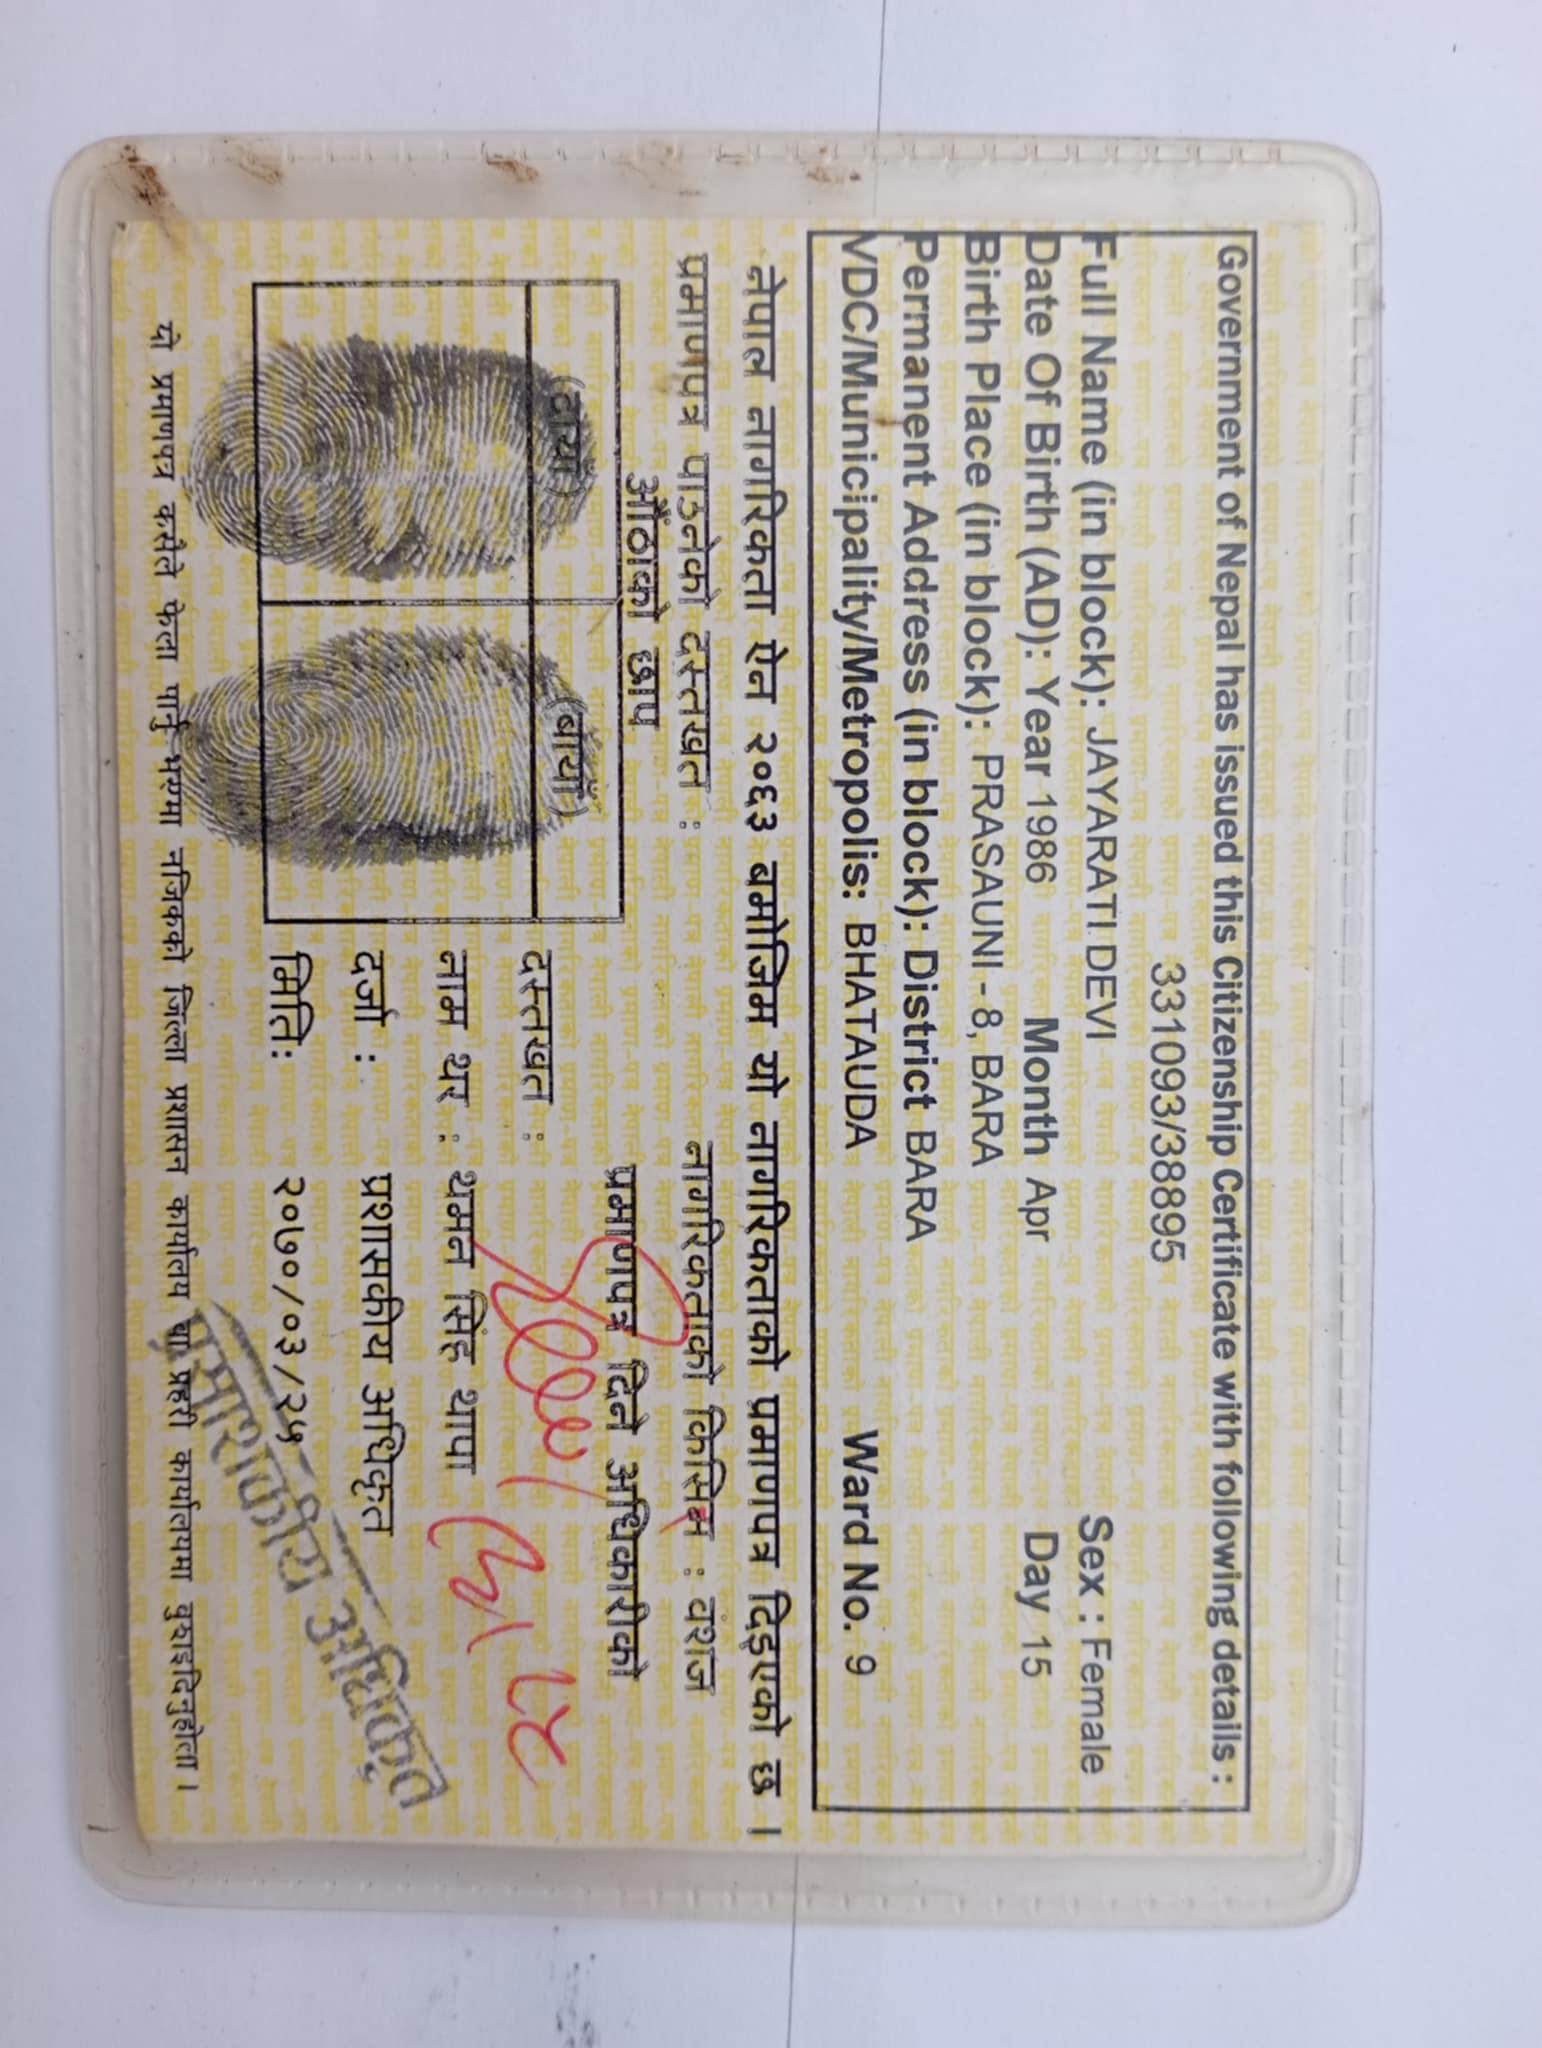 Government of Nepal has issued this Citizenship Certificate with following details :
331093/38895
Full Name (in block): JAYARATI DEVI Sex : Female
Date Of Birth (AD): Year 1986 Month Apr Day 15
Birth Place (in block): PRASAUNI - 8, BARA
Permanent Address (in block): District BARA
VDC/Municipality/Metropolis: BHATAUDA Ward No. 9
नेपाल नागरिकता ऐन २०६३ बमोजिम यो नागरिकताको प्रमाणपत्र दिइएको छ ।
प्रमाणपत्र पाउनेको दस्तखत :
औंठाको छाप
(दायाँ) (बाँयाँ)
नागरिकताको किसिम : वंशज
प्रमाणपत्र दिने अधिकारीको
दस्तखत :
नाम थर : थमन सिंह थापा
दर्जा : प्रशासकीय अधिकृत
मिति: २०७०/०३/२५
प्रसाशकीय अधिकृत
यो प्रमाणपत्र कसैले फेला पार्नु भएमा नजिकको जिल्ला प्रशासन कार्यालय वा प्रहरी कार्यालयमा बुझाइदिनुहोला ।